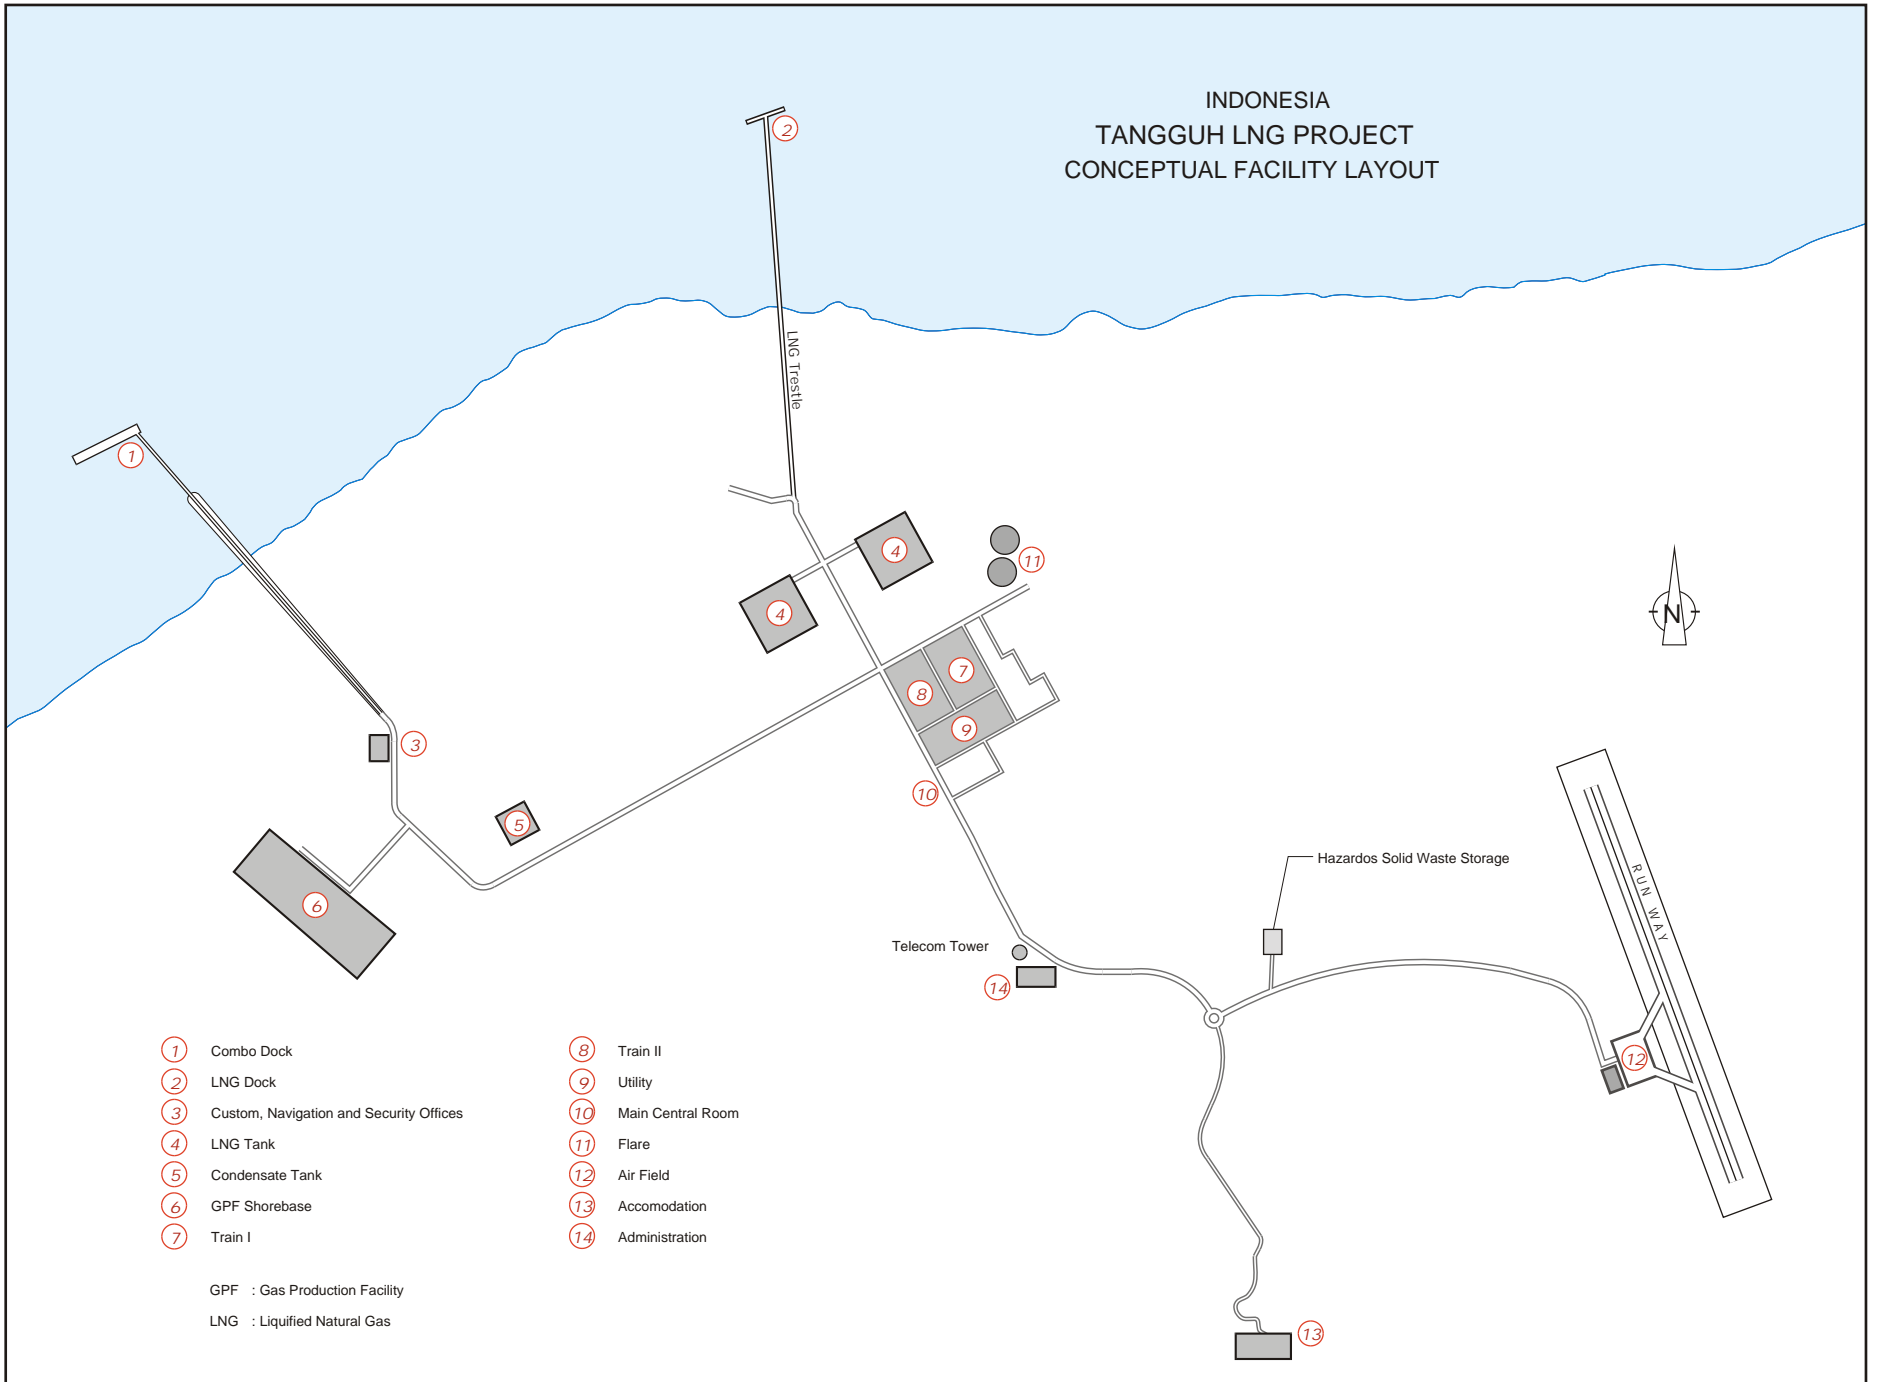 INDONESIA
TANGGUH LNG PROJECT
CONCEPTUAL FACILITY LAYOUT
2
LNG Trestle
1
4
11
4
N
7
8
9
3
10
5
Hazardos Solid Waste Storage
RUN WAY
6
Telecom Tower
14
12
13
1 Combo Dock
2 LNG Dock
3 Custom, Navigation and Security Offices
4 LNG Tank
5 Condensate Tank
6 GPF Shorebase
7 Train I
8 Train II
9 Utility
10 Main Central Room
11 Flare
12 Air Field
13 Accomodation
14 Administration
GPF : Gas Production Facility
LNG : Liquified Natural Gas